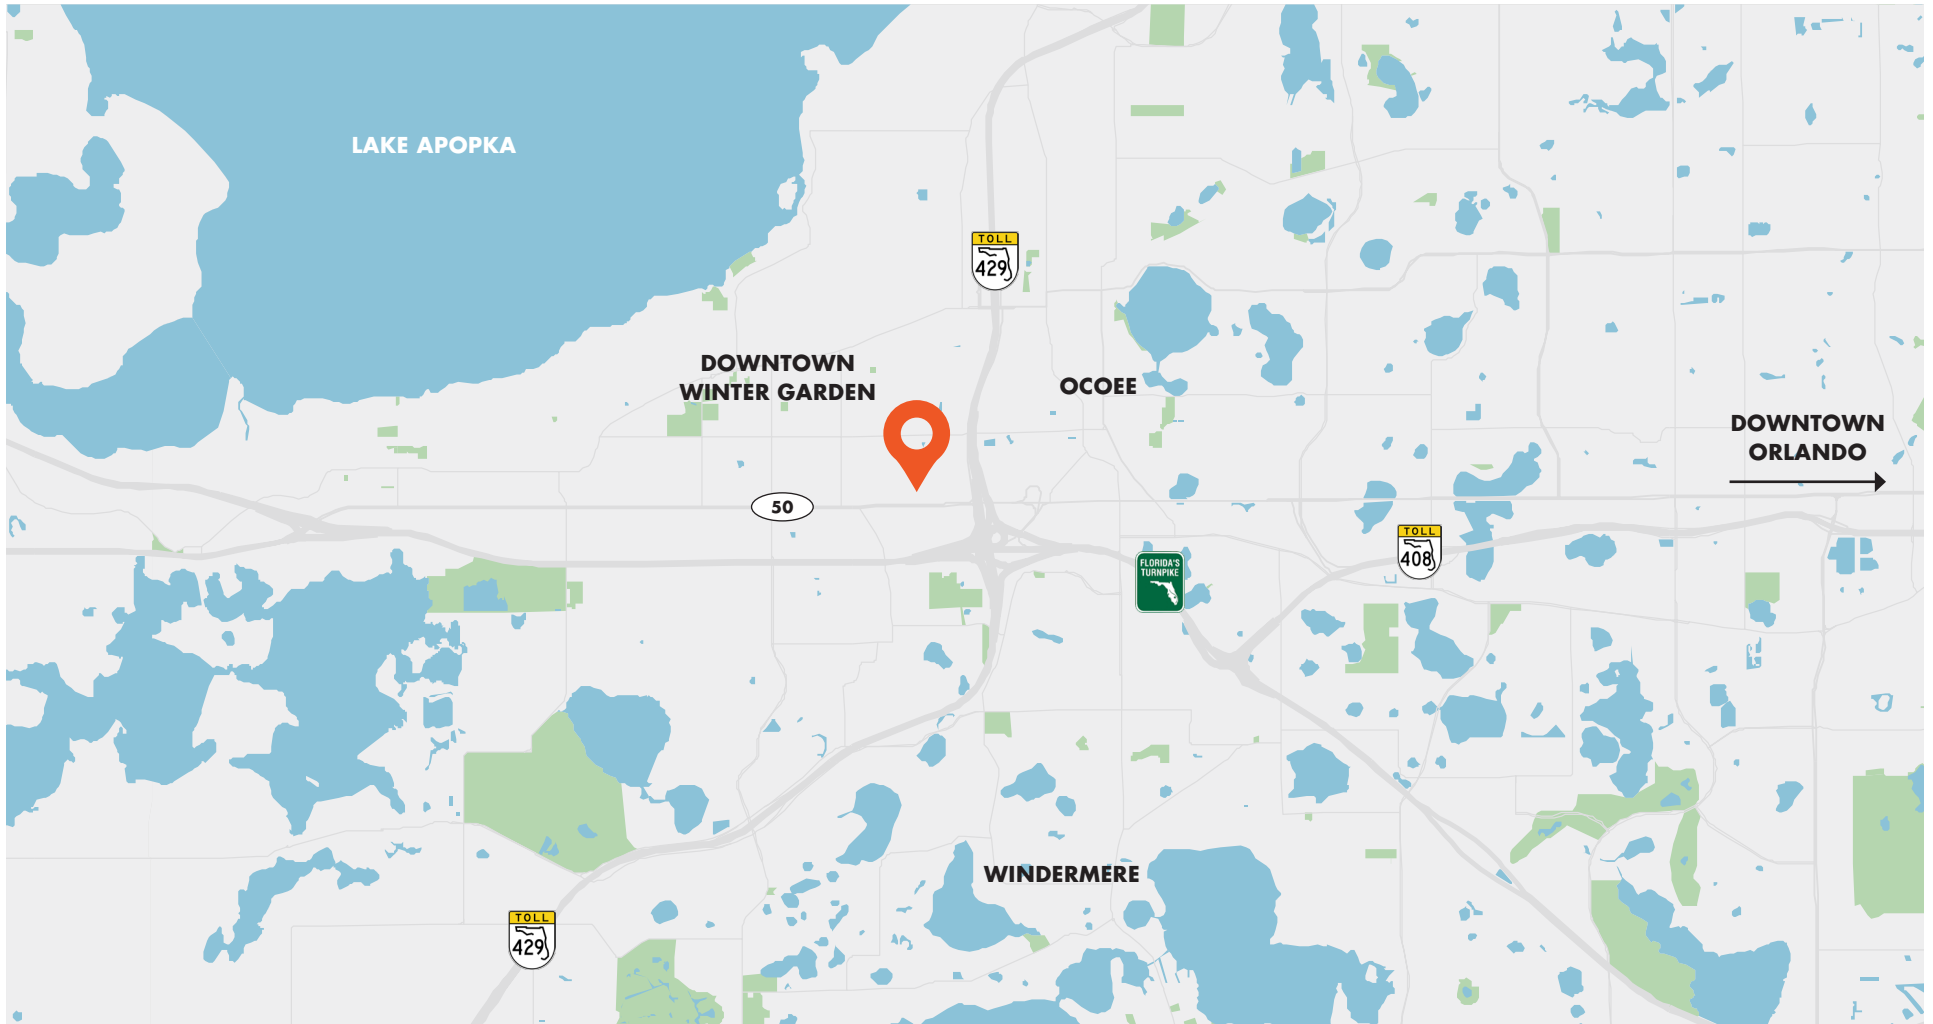 LAKE APOPKA
TOLL
429
DOWNTOWN
WINTER GARDEN
OCOEE
DOWNTOWN
ORLANDO
50
TOLL
408
FLORIDA'S
TURNPIKE
WINDERMERE
TOLL
429